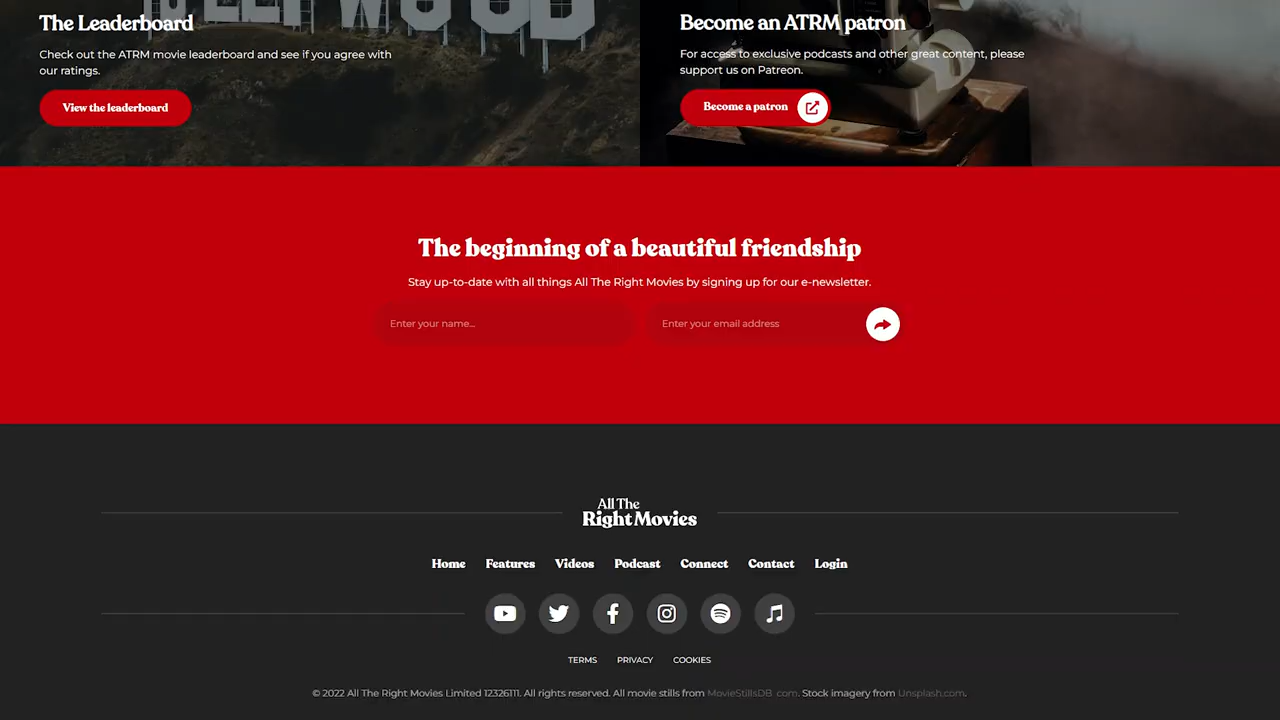 The Leaderboard
Check out the ATRM movie leaderboard and see if you agree with
our ratings.
View the leaderboard
Become an ATRM patron
For access to exclusive podcasts and other great content, please
support us on Patreon.
Become a patron
The beginning of a beautiful friendship
Stay up-to-date with all things All The Right Movies by signing up for our e-newsletter.
Enter your name...
Enter your email address
All The
Right Movies
Home Features Videos Podcast Connect Contact Login
TERMS PRIVACY COOKIES
© 2022 All The Right Movies Limited 12326111. All rights reserved. All movie stills from MovieStillsDB.com. Stock imagery from Unsplash.com.